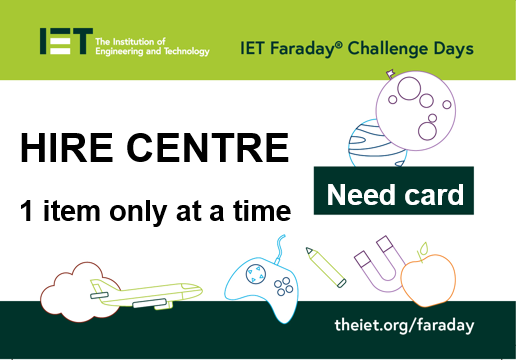 IET The Institution of
Engineering and Technology
IET Faraday® Challenge Days
HIRE CENTRE
Need card
1 item only at a time
theiet.org/faraday